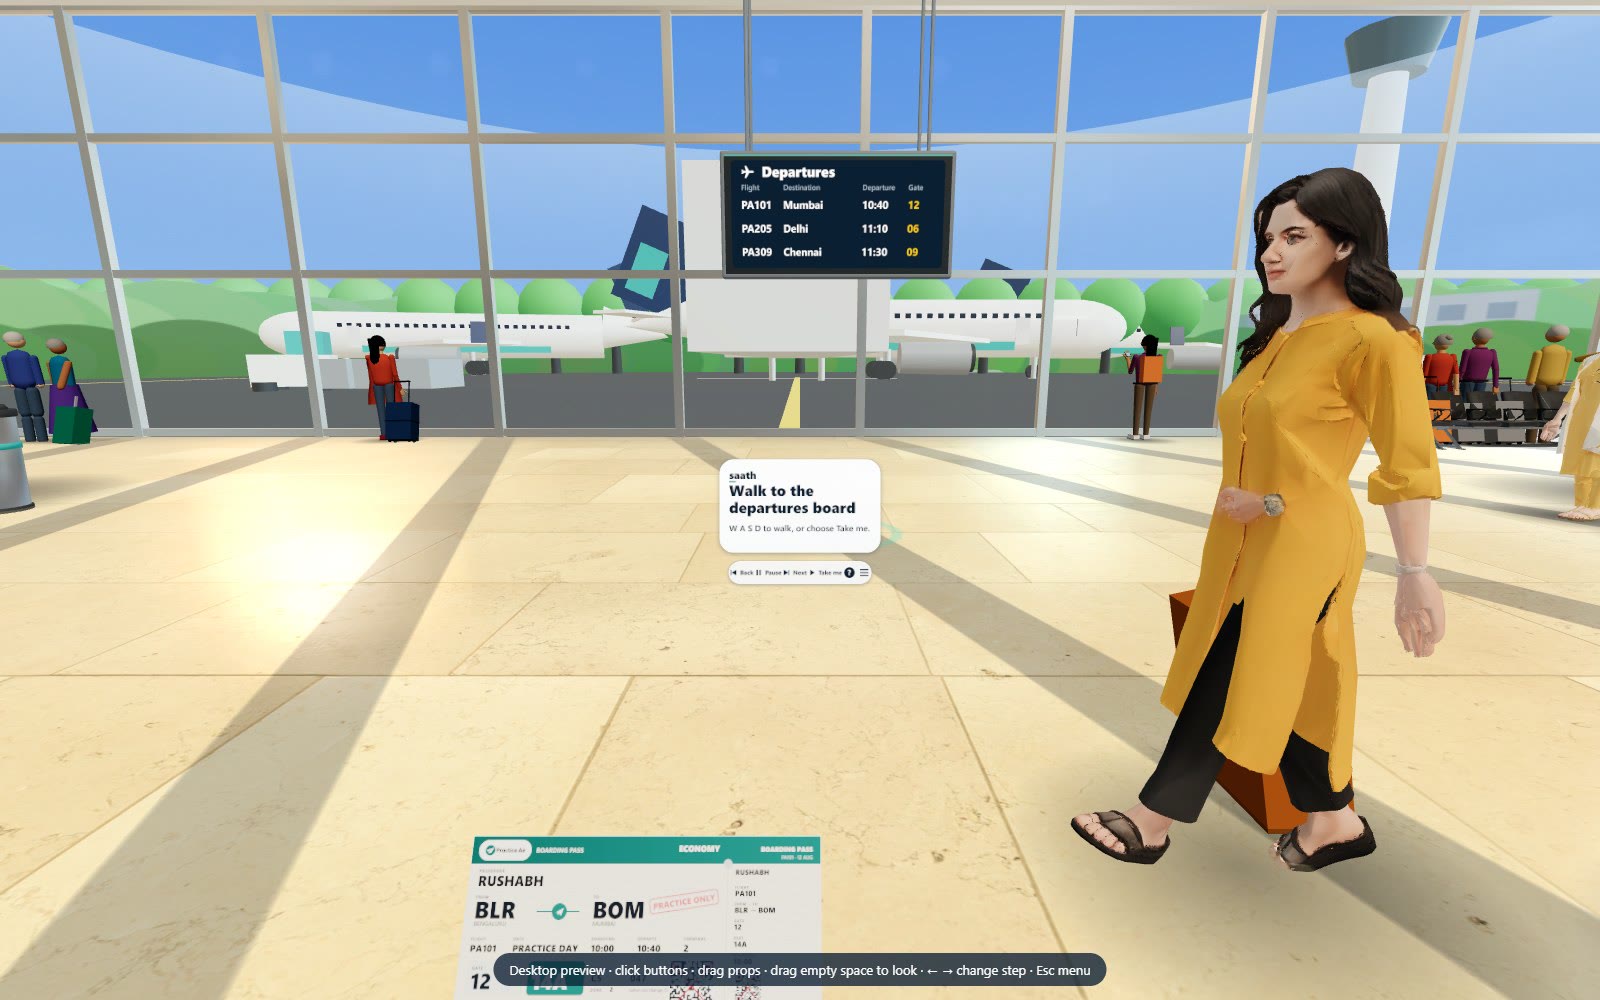 Departures
Flight Destination Departure Gate
PA101 Mumbai 10:40 12
PA205 Delhi 11:10 06
PA309 Chennai 11:30 09
saath
Walk to the
departures board
W A S D to walk, or choose Take me.
Back Pause Next Take me ?
Practice Air BOARDING PASS ECONOMY BOARDING PASS
RUSHABH
RUSHABH
BLR BOM
PRACTICE ONLY
PA101
BLR BOM
12
14A
PA101 PRACTICE DAY 10:00 10:40 2
12
Desktop preview · click buttons · drag props · drag empty space to look · ← → change step · Esc menu